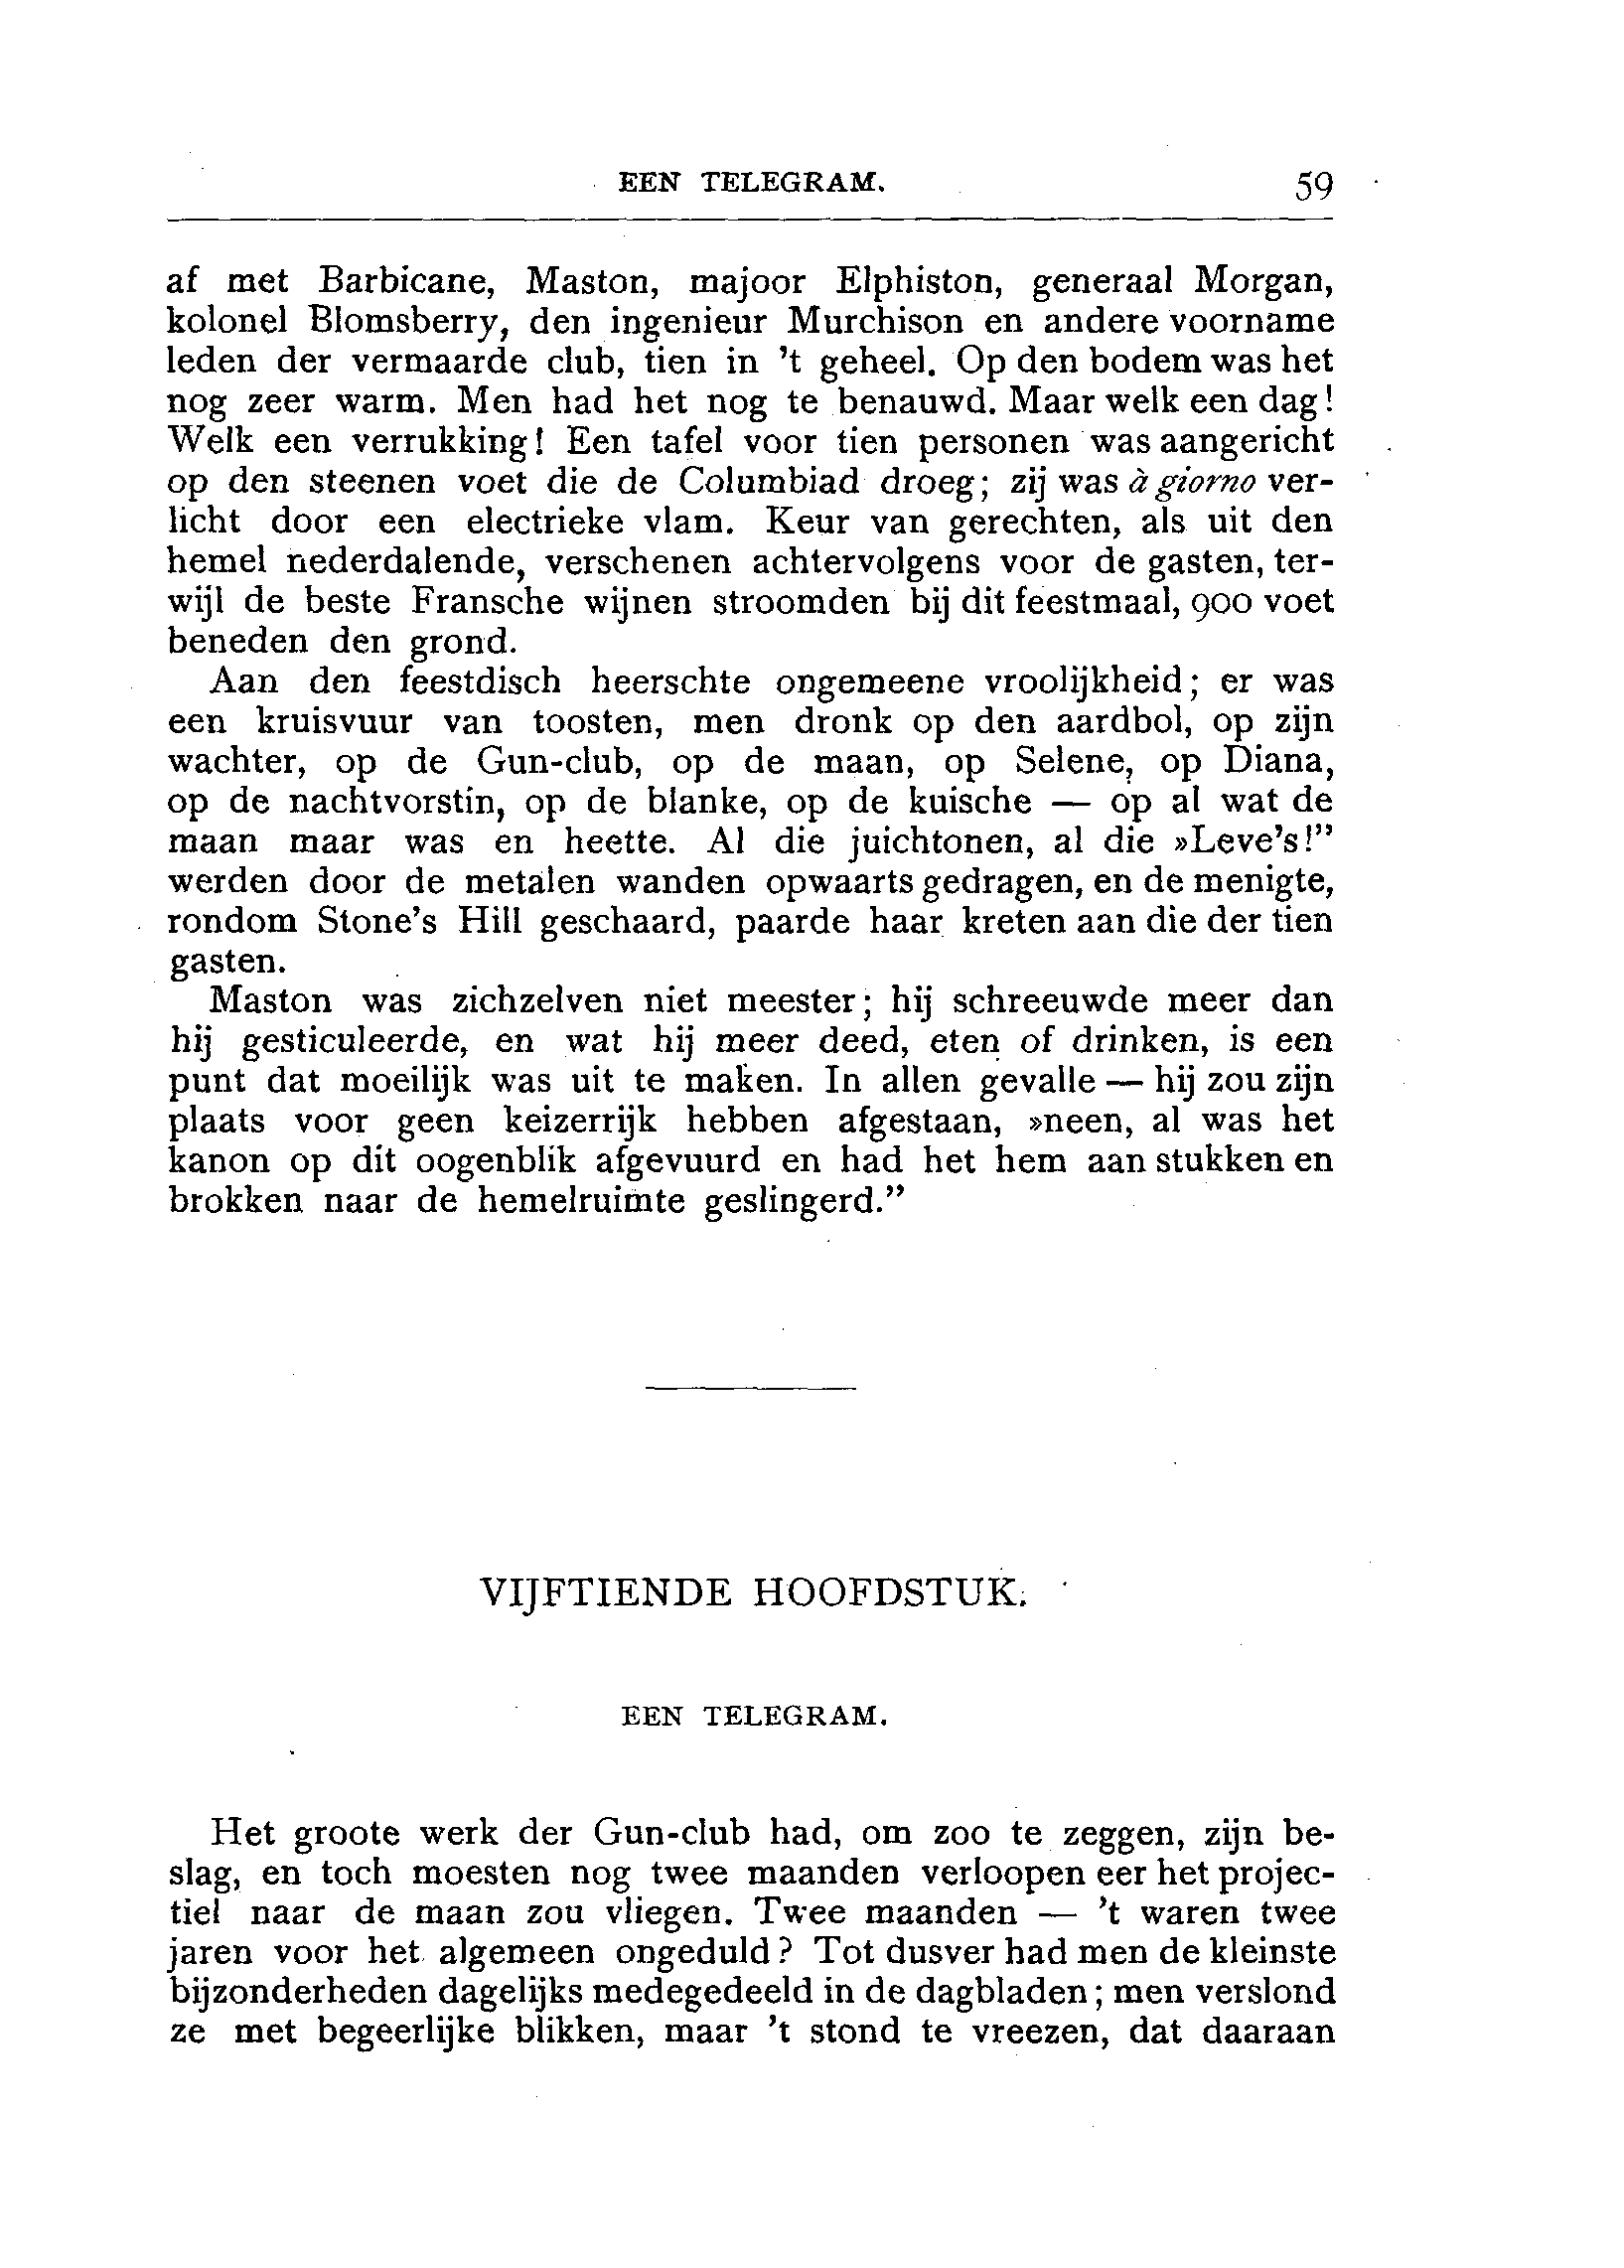 EEN TELEGRAM. 59
af met Barbicane, Maston, majoor Elphiston, generaal Morgan,
kolonel Blomsberry, den ingenieur Murchison en andere voorname
leden der vermaarde club, tien in 't geheel. Op den bodem was het
nog zeer warm. Men had het nog te benauwd. Maar welk een dag!
Welk een verrukking! Een tafel voor tien personen was aangericht
op den steenen voet die de Columbiad droeg; zij was à giorno ver-
licht door een electrieke vlam. Keur van gerechten, als uit den
hemel nederdalende, verschenen achtervolgens voor de gasten, ter-
wijl de beste Fransche wijnen stroomden bij dit feestmaal, 900 voet
beneden den grond.
Aan den feestdisch heerschte ongemeene vroolijkheid; er was
een kruisvuur van toosten, men dronk op den aardbol, op zijn
wachter, op de Gun-club, op de maan, op Selene, op Diana,
op de nachtvorstin, op de blanke, op de kuische — op al wat de
maan maar was en heette. Al die juichtonen, al die »Leve's!”
werden door de metalen wanden opwaarts gedragen, en de menigte,
rondom Stone's Hill geschaard, paarde haar kreten aan die der tien
gasten.
Maston was zichzelven niet meester; hij schreeuwde meer dan
hij gesticuleerde, en wat hij meer deed, eten of drinken, is een
punt dat moeilijk was uit te maken. In allen gevalle — hij zou zijn
plaats voor geen keizerrijk hebben afgestaan, »neen, al was het
kanon op dit oogenblik afgevuurd en had het hem aan stukken en
brokken naar de hemelruimte geslingerd.”
VIJFTIENDE HOOFDSTUK.
EEN TELEGRAM.
Het groote werk der Gun-club had, om zoo te zeggen, zijn be-
slag, en toch moesten nog twee maanden verloopen eer het projec-
tiel naar de maan zou vliegen. Twee maanden — 't waren twee
jaren voor het algemeen ongeduld? Tot dusver had men de kleinste
bijzonderheden dagelijks medegedeeld in de dagbladen; men verslond
ze met begeerlijke blikken, maar 't stond te vreezen, dat daaraan